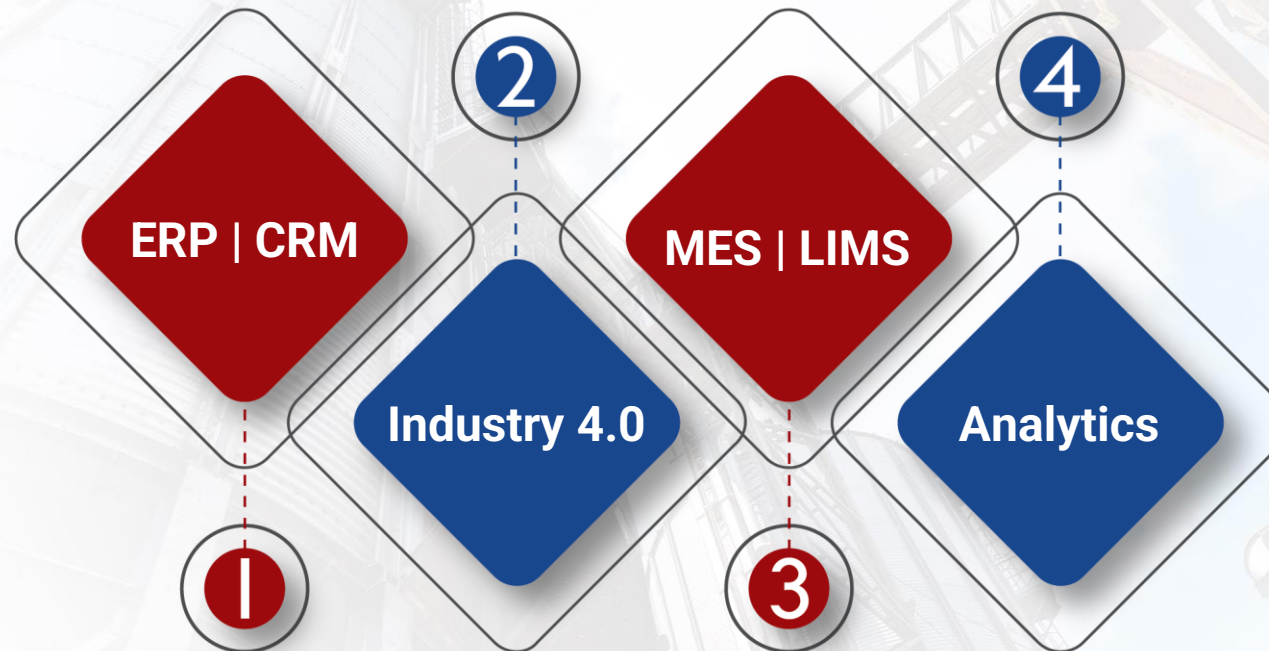 ERP | CRM
1
2
Industry 4.0
MES | LIMS
3
4
Analytics